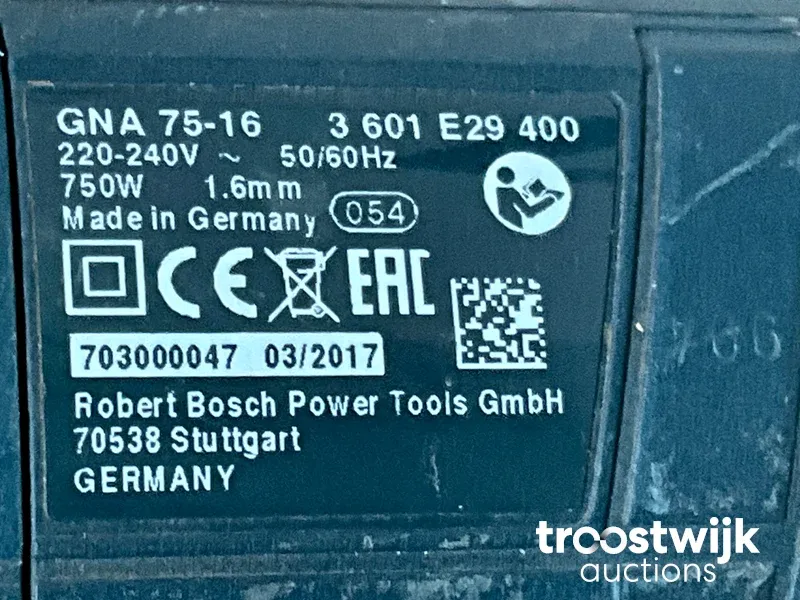 GNA 75-16 3 601 E29 400
220-240V ~ 50/60Hz
750W 1.6mm
Made in Germany 054
CE EAC
703000047 03/2017
Robert Bosch Power Tools GmbH
70538 Stuttgart
GERMANY
766
troostwijk
auctions